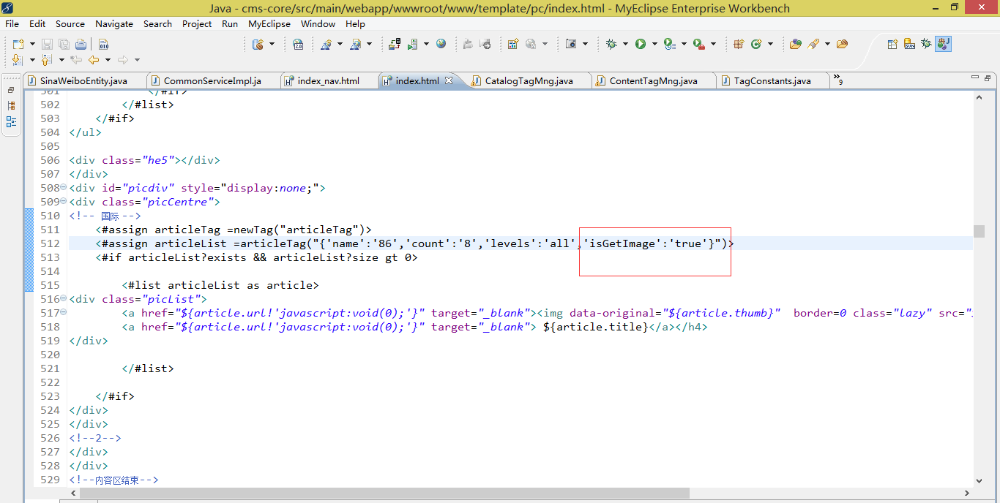 Java - cms-core/src/main/webapp/wwwroot/www/template/pc/index.html - MyEclipse Enterprise Workbench
File Edit Source Navigate Search Project Run MyEclipse Window Help
SinaWeiboEntity.java CommonServiceImpl.ja index_nav.html index.html CatalogTagMng.java ContentTagMng.java TagConstants.java »9
501 </#if>
502 </#list>
503 </#if>
504 </ul>
505
506 <div class="he5"></div>
507 </div>
508 <div id="picdiv" style="display:none;">
509 <div class="picCentre">
510 <!-- 国际 -->
511 <#assign articleTag =newTag("articleTag")>
512 <#assign articleList =articleTag("{'name':'86','count':'8','levels':'all','isGetImage':'true'}")>
513 <#if articleList?exists && articleList?size gt 0>
514
515 <#list articleList as article>
516 <div class="picList">
517 <a href="${article.url!'javascript:void(0);'}" target="_blank"><img data-original="${article.thumb}" border=0 class="lazy" src="
518 <a href="${article.url!'javascript:void(0);'}" target="_blank"> ${article.title}</a></h4>
519 </div>
520
521 </#list>
522
523 </#if>
524 </div>
525 </div>
526 <!--2-->
527 </div>
528 </div>
529 <!--内容区结束-->